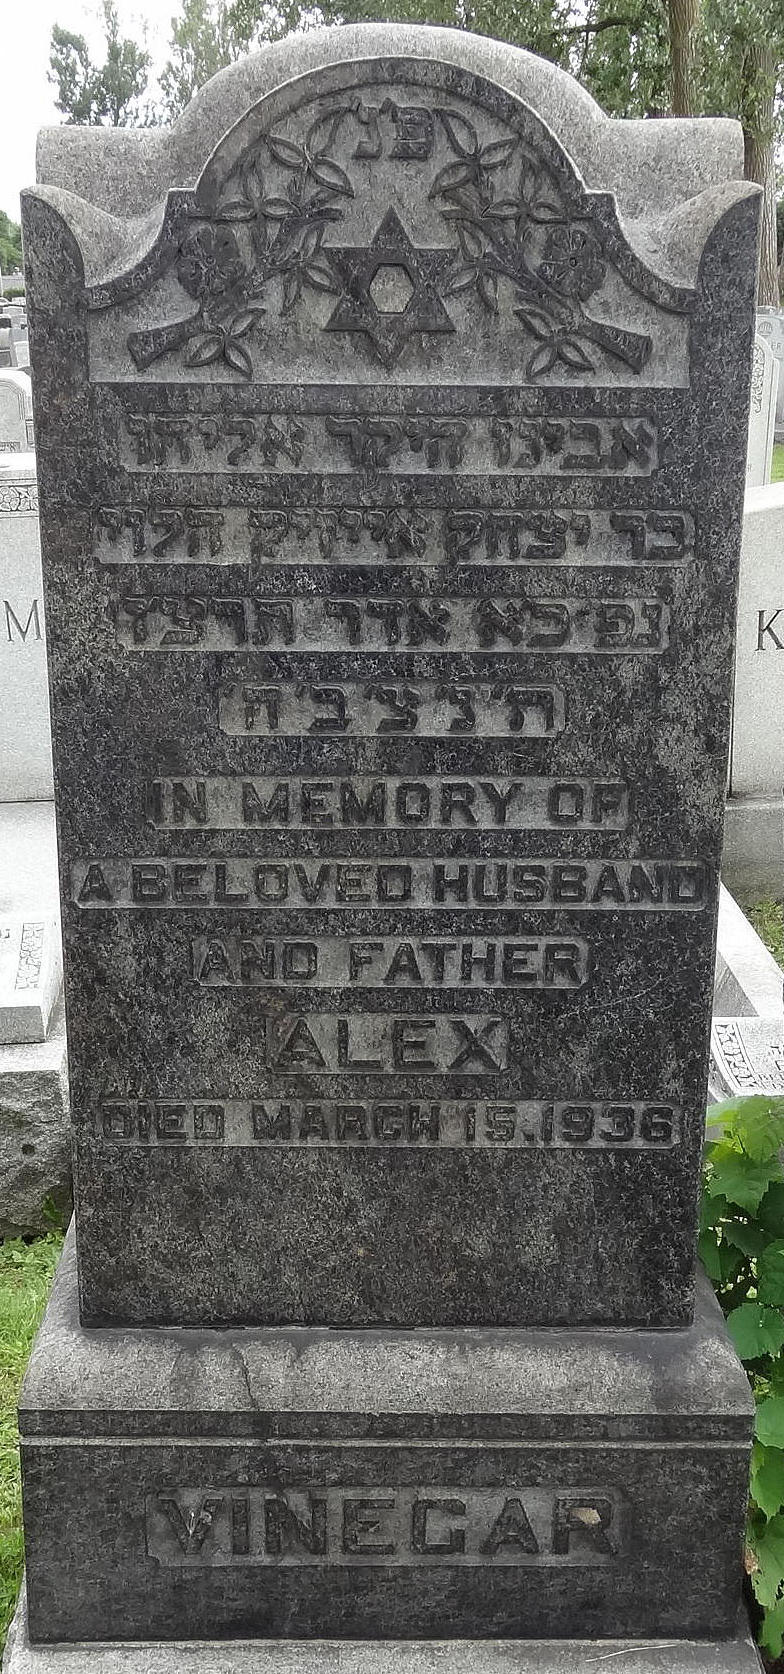 פ'נ'
אבינו היקר אליהו
בר יצחק אייזיק הלוי
נפ' כ'א אדר תרצ'ו
ת' נ' צ' ב' ה'
IN MEMORY OF
A BELOVED HUSBAND
AND FATHER
ALEX
DIED MARCH 15.1936
VINEGAR